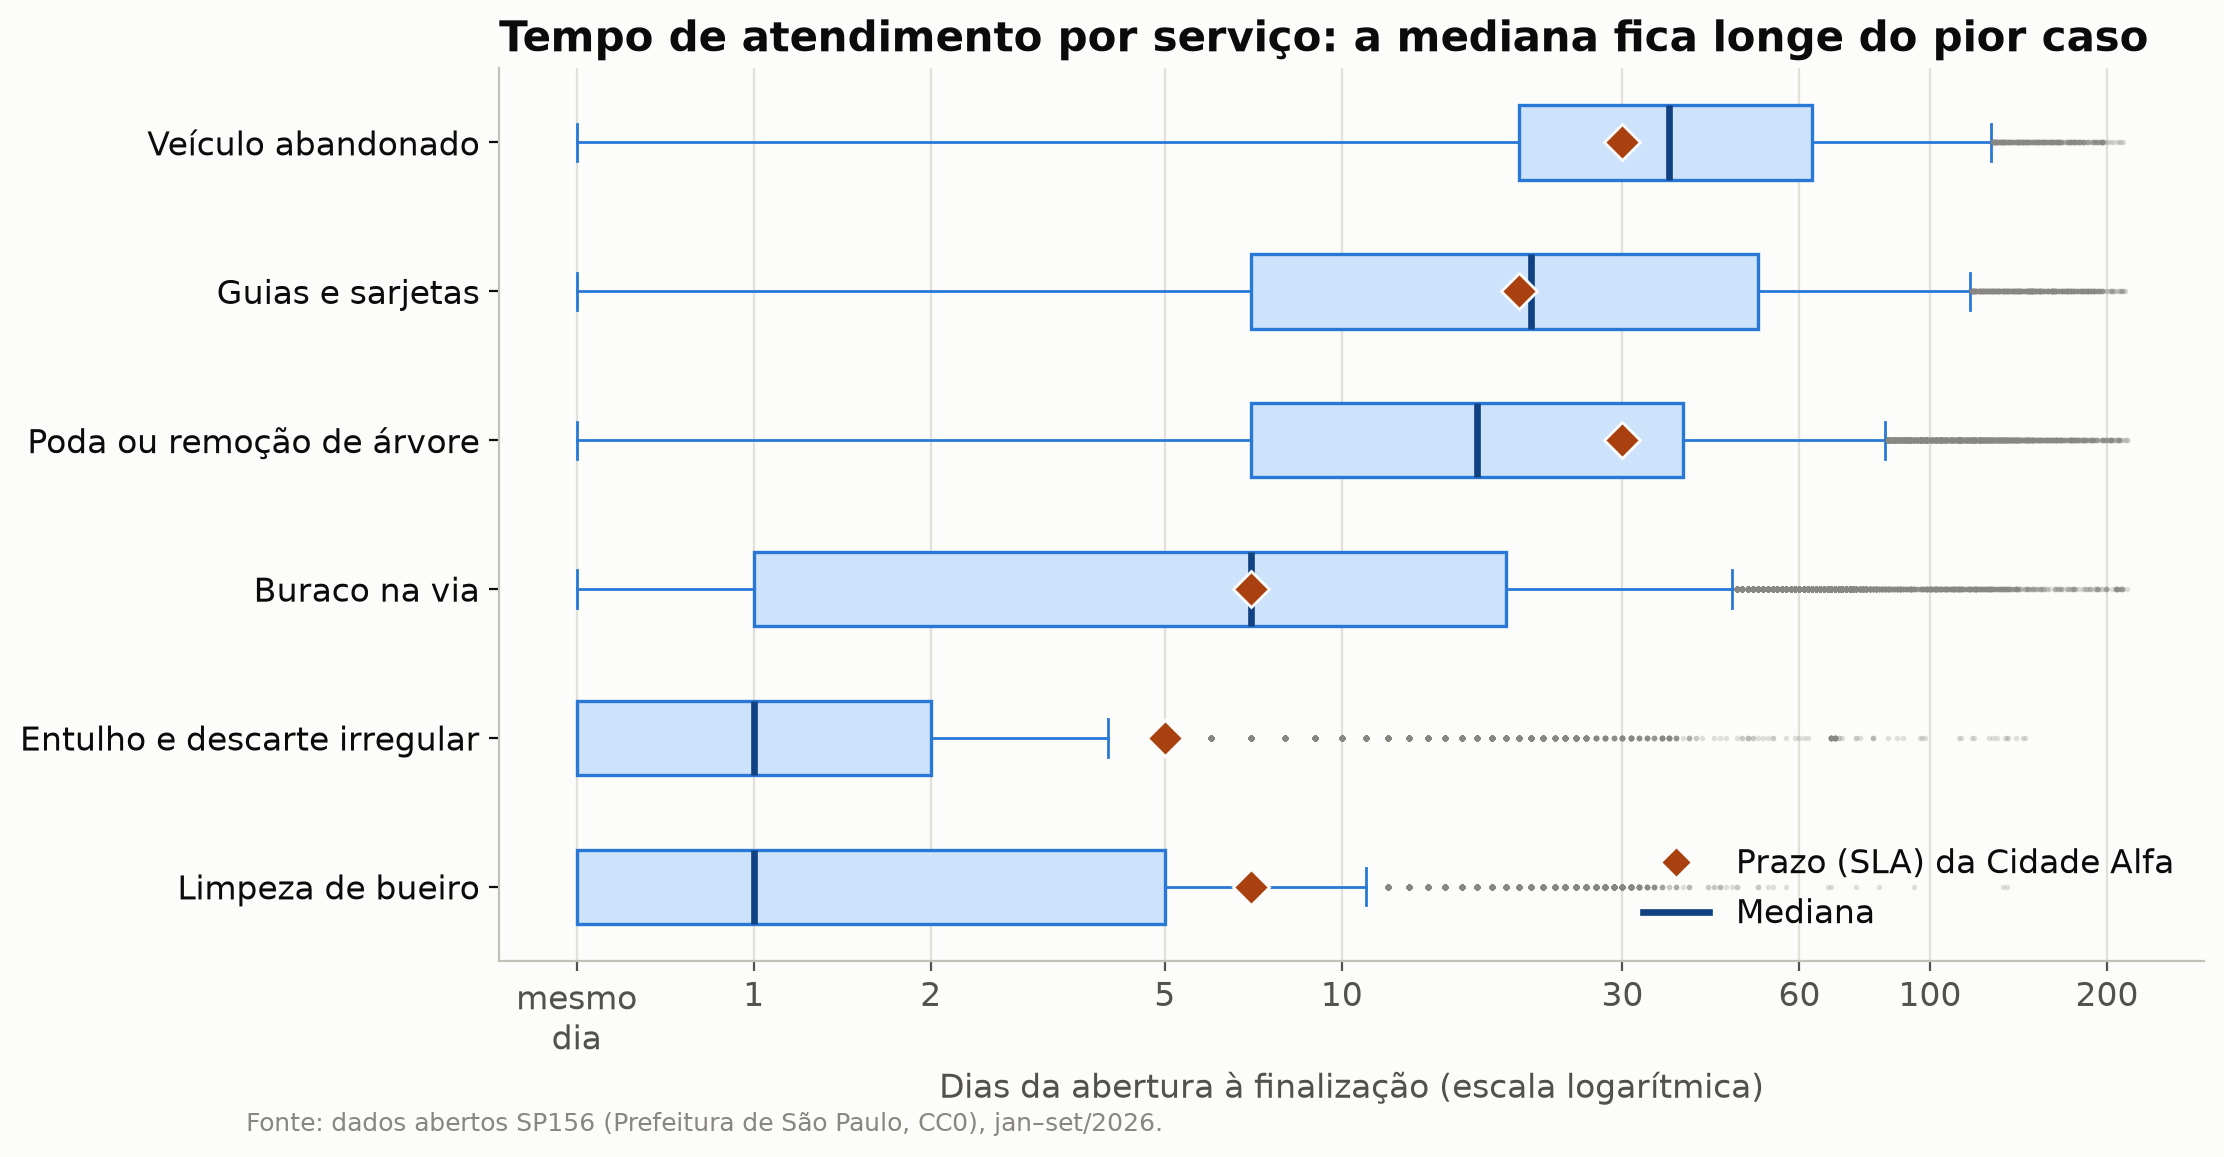 Tempo de atendimento por serviço: a mediana fica longe do pior caso
Veículo abandonado
Guias e sarjetas
Poda ou remoção de árvore
Buraco na via
Entulho e descarte irregular
Limpeza de bueiro
Prazo (SLA) da Cidade Alfa
Mediana
mesmo dia 1 2 5 10 30 60 100 200
Dias da abertura à finalização (escala logarítmica)
Fonte: dados abertos SP156 (Prefeitura de São Paulo, CC0), jan–set/2026.